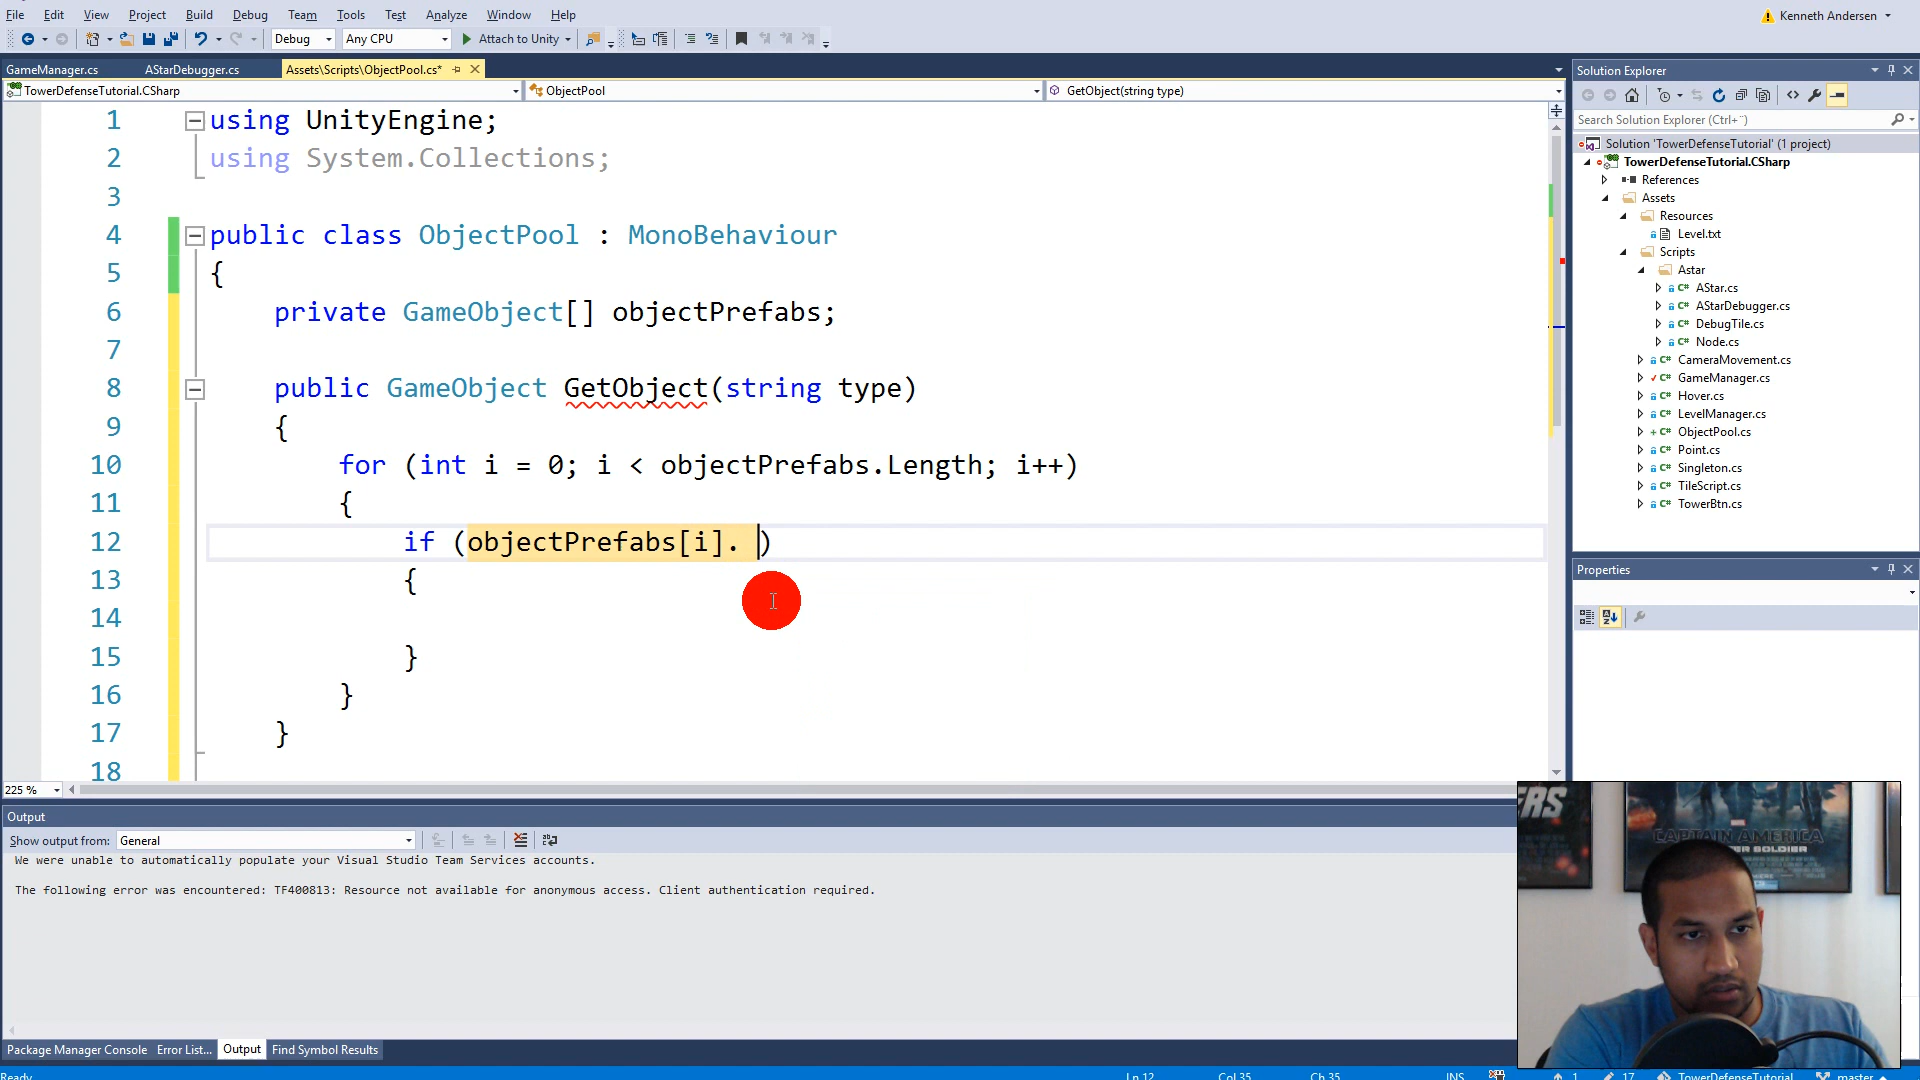 File Edit View Project Build Debug Team Tools Test Analyze Window Help
Kenneth Andersen
Debug Any CPU Attach to Unity
GameManager.cs AStarDebugger.cs Assets\Scripts\ObjectPool.cs*
TowerDefenseTutorial.CSharp ObjectPool GetObject(string type)
1 using UnityEngine;
2 using System.Collections;
3
4 public class ObjectPool : MonoBehaviour
5 {
6 private GameObject[] objectPrefabs;
7
8 public GameObject GetObject(string type)
9 {
10 for (int i = 0; i < objectPrefabs.Length; i++)
11 {
12 if (objectPrefabs[i]. )
13 {
14
15 }
16 }
17 }
18
225 %
Solution Explorer
Search Solution Explorer (Ctrl+¨)
Solution 'TowerDefenseTutorial' (1 project)
TowerDefenseTutorial.CSharp
References
Assets
Resources
Level.txt
Scripts
Astar
AStar.cs
AStarDebugger.cs
DebugTile.cs
Node.cs
CameraMovement.cs
GameManager.cs
Hover.cs
LevelManager.cs
ObjectPool.cs
Point.cs
Singleton.cs
TileScript.cs
TowerBtn.cs
Properties
Output
Show output from: General
We were unable to automatically populate your Visual Studio Team Services accounts.
The following error was encountered: TF400813: Resource not available for anonymous access. Client authentication required.
Package Manager Console Error List... Output Find Symbol Results
Ready Ln 12 Col 35 Ch 35 INS 1 17 TowerDefenseTutorial master
ERS
MARVEL
CAPTAIN AMERICA
ER SOLDIER